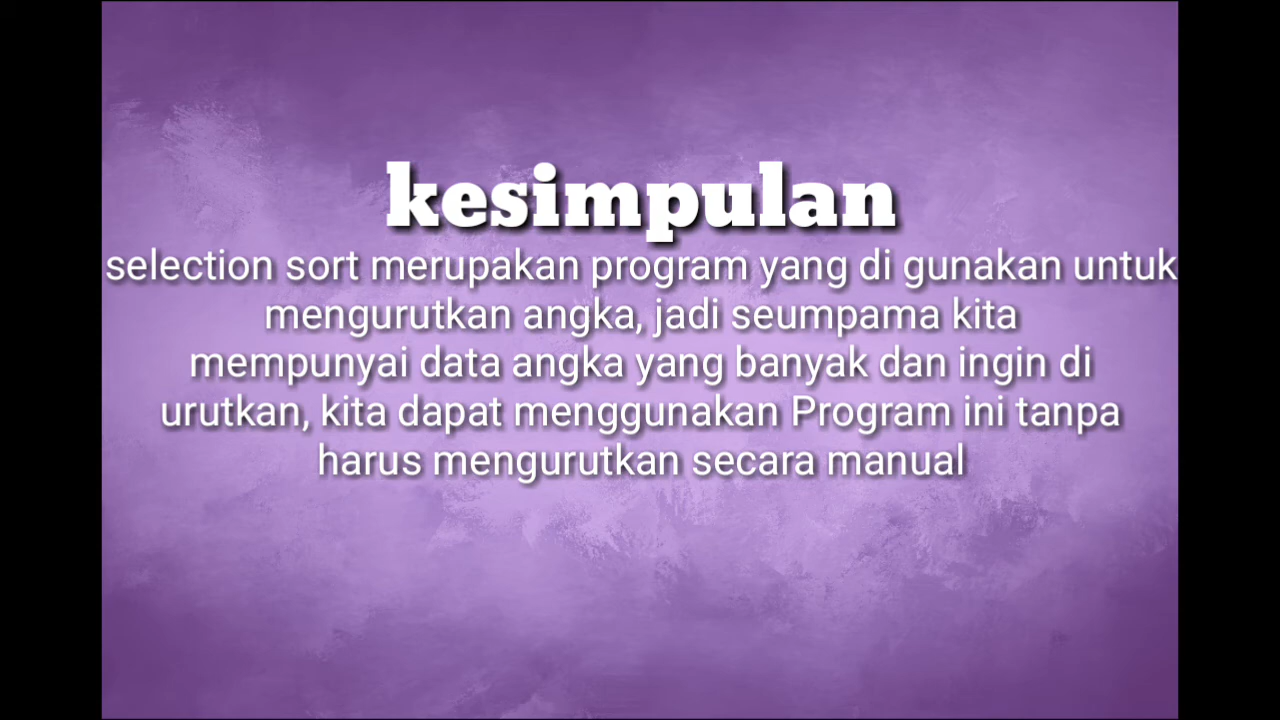 kesimpulan
selection sort merupakan program yang di gunakan untuk
mengurutkan angka, jadi seumpama kita
mempunyai data angka yang banyak dan ingin di
urutkan, kita dapat menggunakan Program ini tanpa
harus mengurutkan secara manual